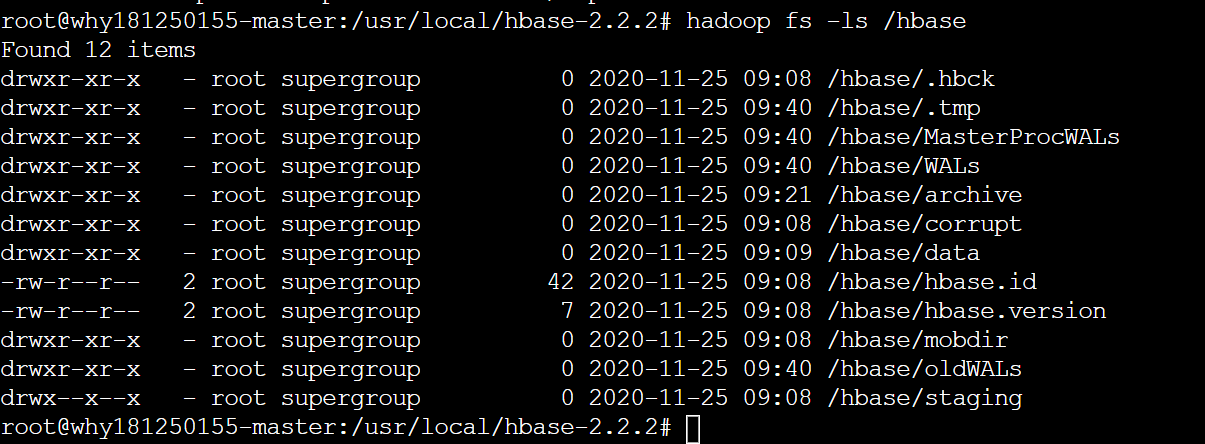 root@why181250155-master:/usr/local/hbase-2.2.2# hadoop fs -ls /hbase
Found 12 items
drwxr-xr-x   - root supergroup          0 2020-11-25 09:08 /hbase/.hbck
drwxr-xr-x   - root supergroup          0 2020-11-25 09:40 /hbase/.tmp
drwxr-xr-x   - root supergroup          0 2020-11-25 09:40 /hbase/MasterProcWALs
drwxr-xr-x   - root supergroup          0 2020-11-25 09:40 /hbase/WALs
drwxr-xr-x   - root supergroup          0 2020-11-25 09:21 /hbase/archive
drwxr-xr-x   - root supergroup          0 2020-11-25 09:08 /hbase/corrupt
drwxr-xr-x   - root supergroup          0 2020-11-25 09:09 /hbase/data
-rw-r--r--   2 root supergroup         42 2020-11-25 09:08 /hbase/hbase.id
-rw-r--r--   2 root supergroup          7 2020-11-25 09:08 /hbase/hbase.version
drwxr-xr-x   - root supergroup          0 2020-11-25 09:08 /hbase/mobdir
drwxr-xr-x   - root supergroup          0 2020-11-25 09:40 /hbase/oldWALs
drwx--x--x   - root supergroup          0 2020-11-25 09:08 /hbase/staging
root@why181250155-master:/usr/local/hbase-2.2.2#